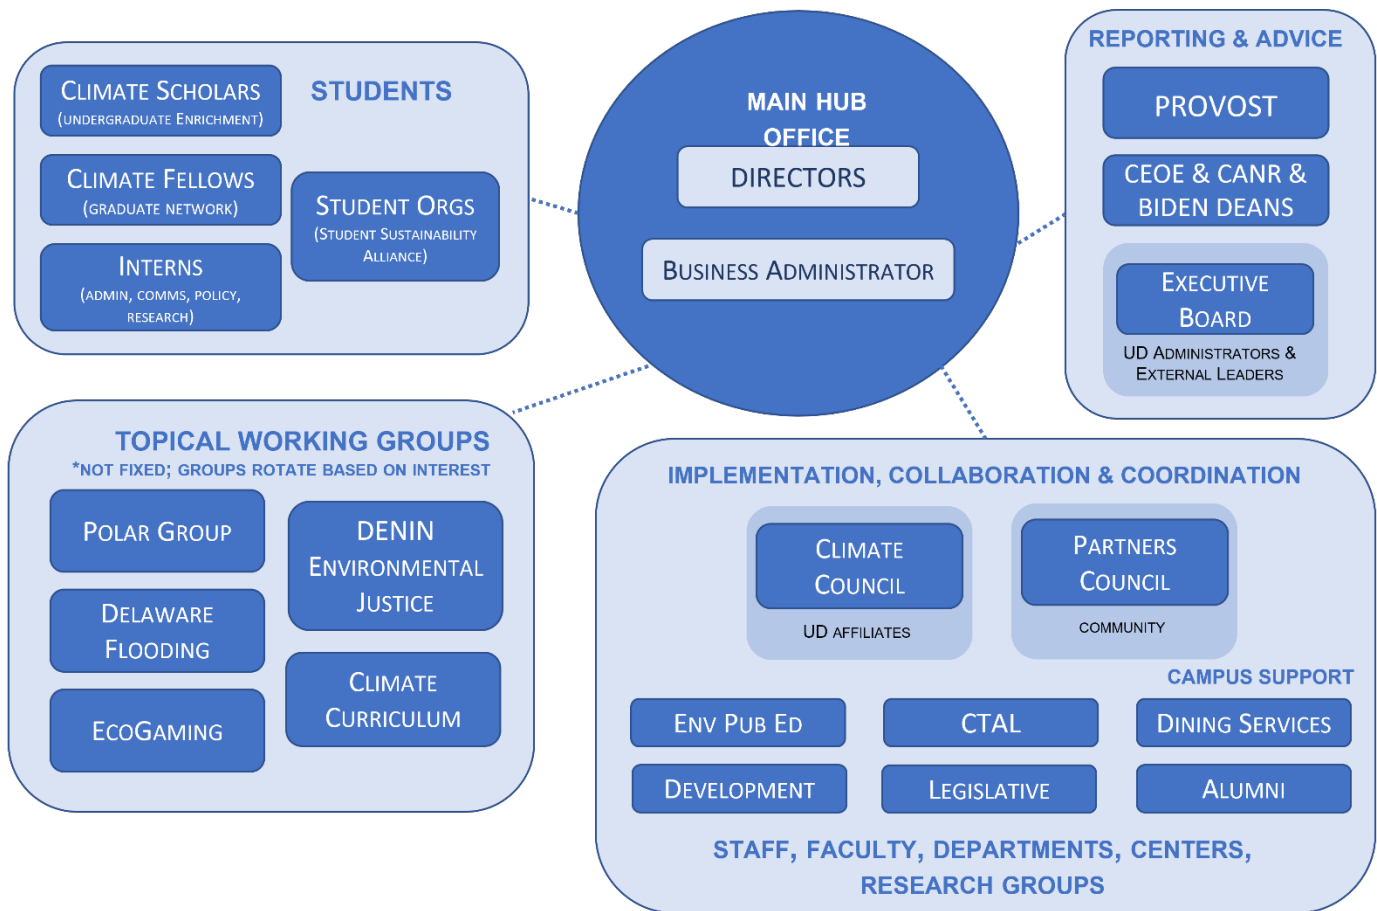 STUDENTS
CLIMATE SCHOLARS
(UNDERGRADUATE ENRICHMENT)
CLIMATE FELLOWS
(GRADUATE NETWORK)
INTERNS
(ADMIN, COMMS, POLICY,
RESEARCH)
STUDENT ORGS
(STUDENT SUSTAINABILITY
ALLIANCE)
MAIN HUB
OFFICE
DIRECTORS
BUSINESS ADMINISTRATOR
REPORTING & ADVICE
PROVOST
CEOE & CANR &
BIDEN DEANS
EXECUTIVE
BOARD
UD ADMINISTRATORS &
EXTERNAL LEADERS
TOPICAL WORKING GROUPS
*NOT FIXED; GROUPS ROTATE BASED ON INTEREST
POLAR GROUP
DELAWARE
FLOODING
ECOGAMING
DENIN
ENVIRONMENTAL
JUSTICE
CLIMATE
CURRICULUM
IMPLEMENTATION, COLLABORATION & COORDINATION
CLIMATE
COUNCIL
UD AFFILIATES
PARTNERS
COUNCIL
COMMUNITY
CAMPUS SUPPORT
ENV PUB ED
CTAL
DINING SERVICES
DEVELOPMENT
LEGISLATIVE
ALUMNI
STAFF, FACULTY, DEPARTMENTS, CENTERS,
RESEARCH GROUPS